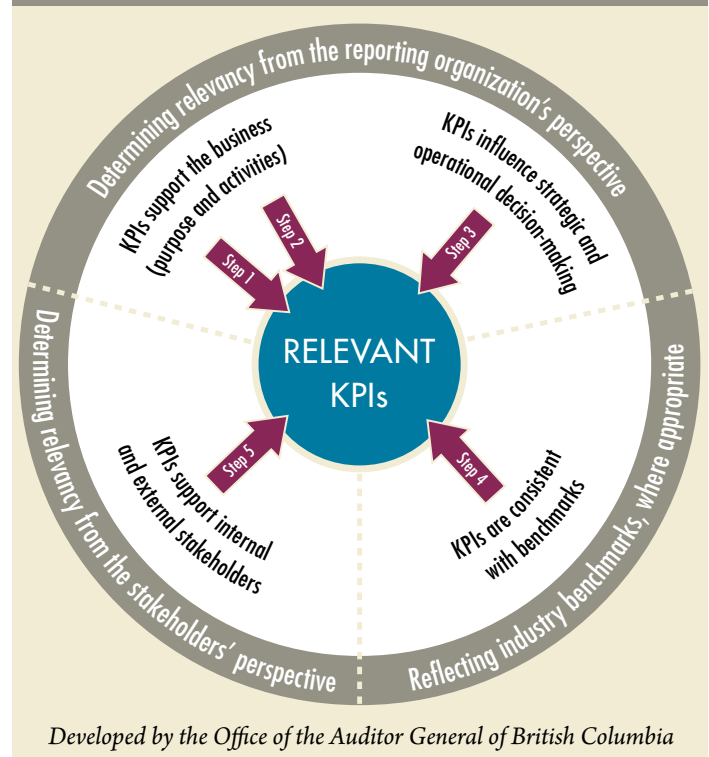 Determining relevancy from the reporting organization's perspective
KPIs support the business
(purpose and activities)
Step 1
Step 2
KPIs influence strategic and
operational decision-making
Step 3
RELEVANT
KPIs
Determining relevancy from the stakeholders' perspective
KPIs support internal
and external stakeholders
Step 5
Step 4
KPIs are consistent
with benchmarks
Reflecting industry benchmarks, where appropriate
Developed by the Office of the Auditor General of British Columbia